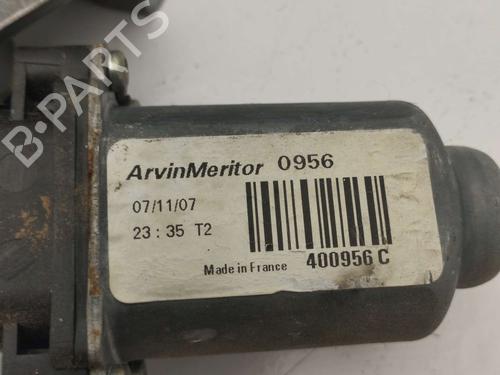 B-PARTS
ArvinMeritor 0956
07/11/07
23 : 35 T2
Made in France
400956 C